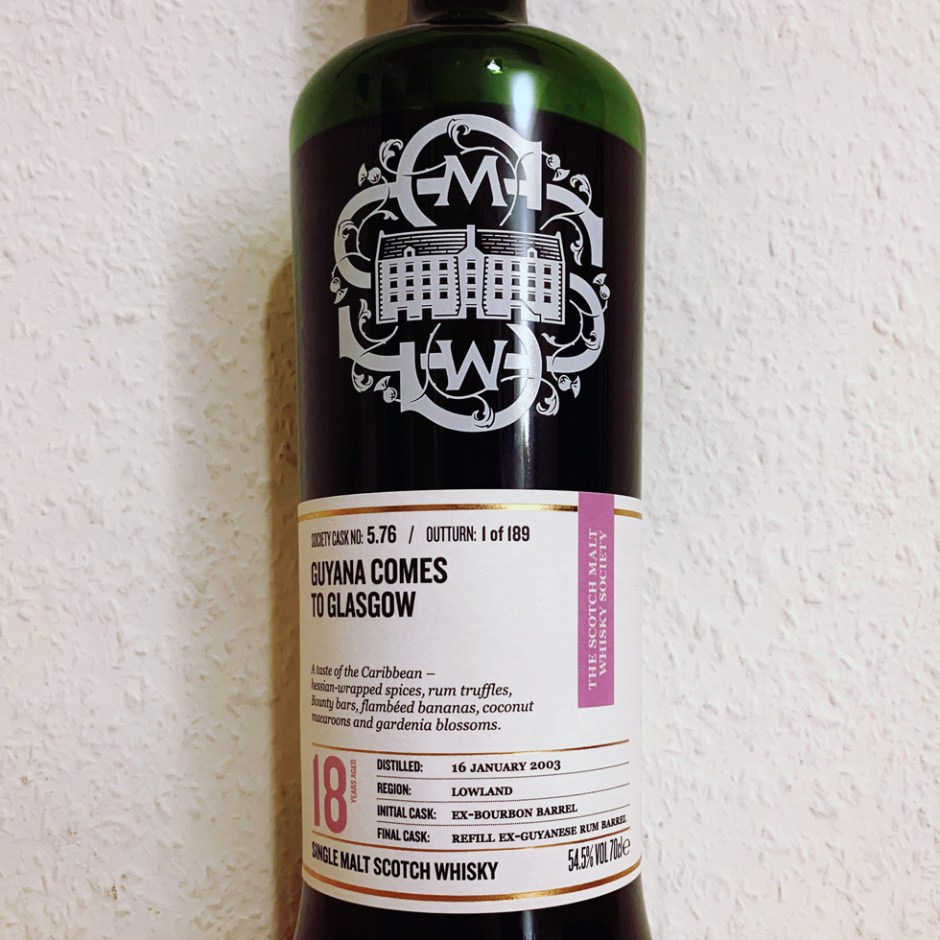 M
W
SOCIETY CASK NO: 5.76 / OUTTURN: 1 of 189
GUYANA COMES
TO GLASGOW
THE SCOTCH MALT
WHISKY SOCIETY
A taste of the Caribbean –
hessian-wrapped spices, rum truffles,
Bounty bars, flambéed bananas, coconut
macaroons and gardenia blossoms.
18 YEARS AGED
DISTILLED: 16 JANUARY 2003
REGION: LOWLAND
INITIAL CASK: EX-BOURBON BARREL
FINAL CASK: REFILL EX-GUYANESE RUM BARREL
SINGLE MALT SCOTCH WHISKY 54.5% VOL 70cl℮